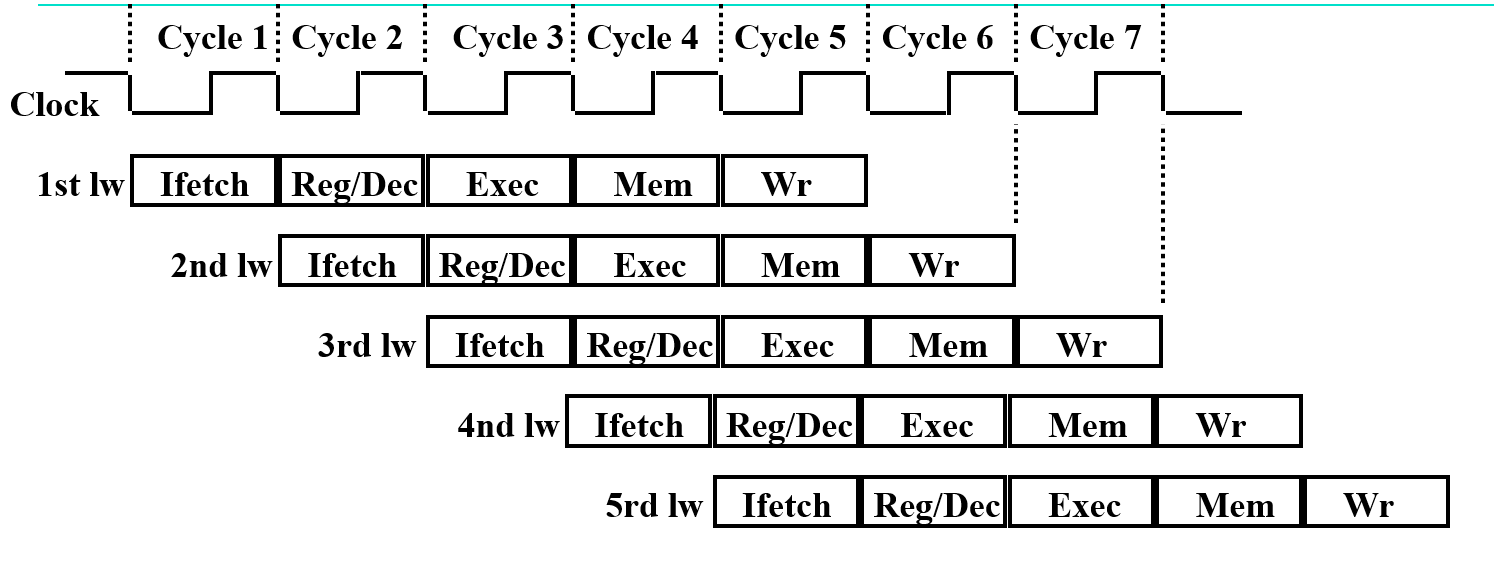 Cycle 1 Cycle 2 Cycle 3 Cycle 4 Cycle 5 Cycle 6 Cycle 7
Clock
1st lw Ifetch Reg/Dec Exec Mem Wr
2nd lw Ifetch Reg/Dec Exec Mem Wr
3rd lw Ifetch Reg/Dec Exec Mem Wr
4nd lw Ifetch Reg/Dec Exec Mem Wr
5rd lw Ifetch Reg/Dec Exec Mem Wr